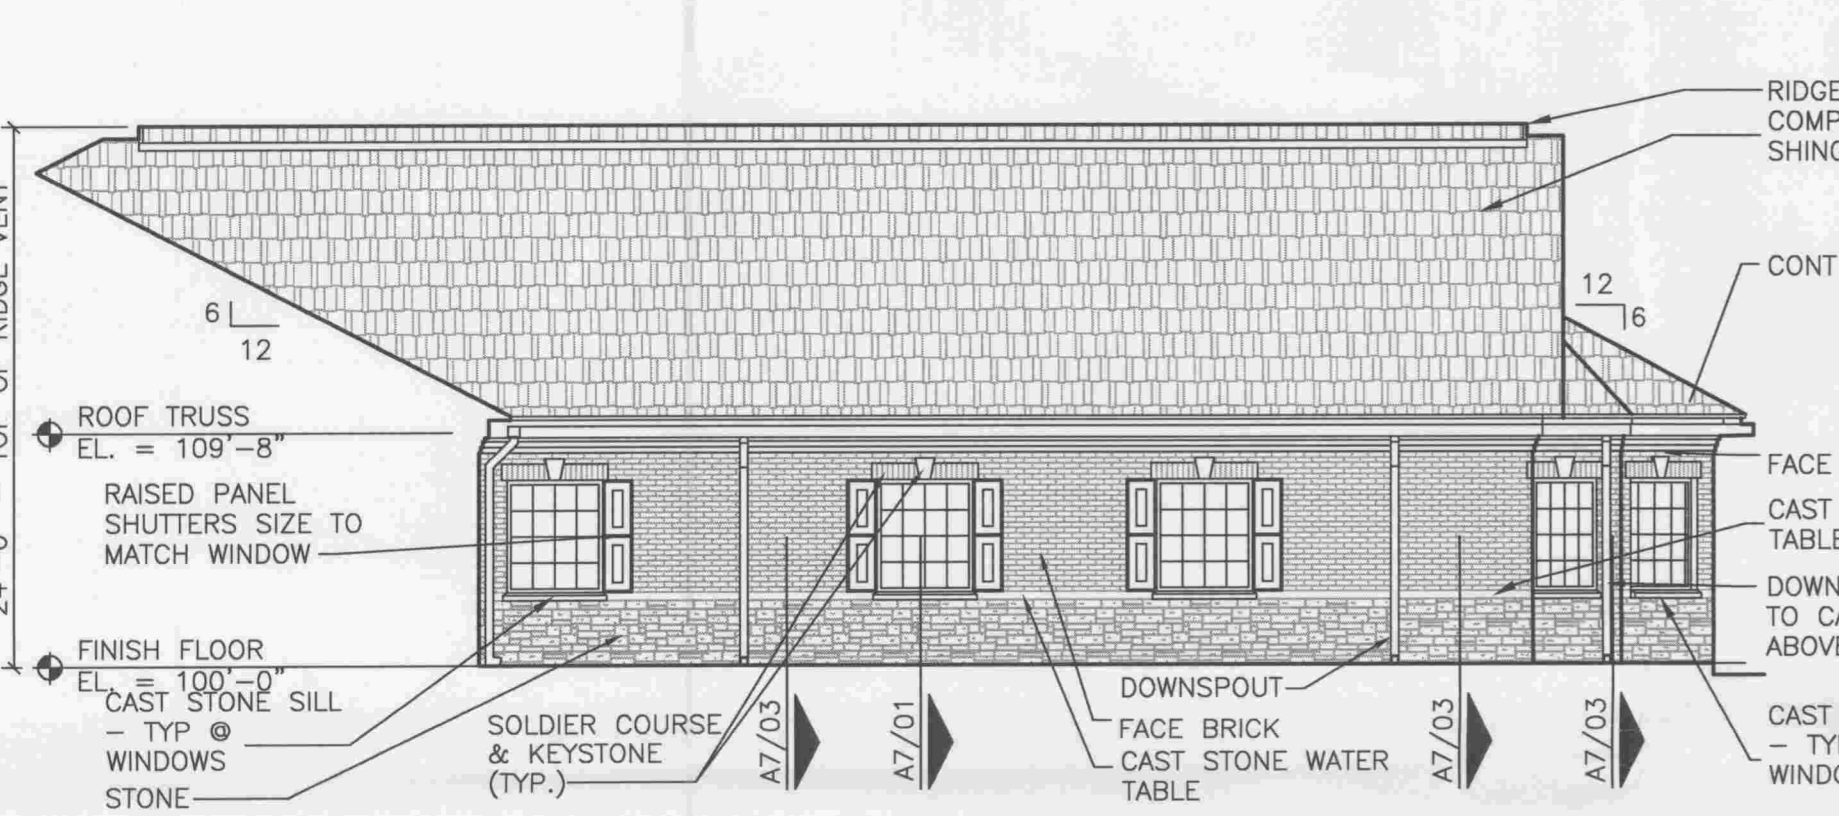 RIDGE
COMP
SHING
CONT
12
6
6
12
ROOF TRUSS
EL. = 109'-8"
RAISED PANEL
SHUTTERS SIZE TO
MATCH WINDOW
FINISH FLOOR
EL. = 100'-0"
CAST STONE SILL
- TYP @
WINDOWS
STONE
RIDGE VENT
SOLDIER COURSE
& KEYSTONE
(TYP.)
A7/03
A7/01
DOWNSPOUT
FACE BRICK
CAST STONE WATER
TABLE
A7/03
A7/03
FACE
CAST
TABLE
DOWN
TO CA
ABOVE
CAST
- TYP
WINDO